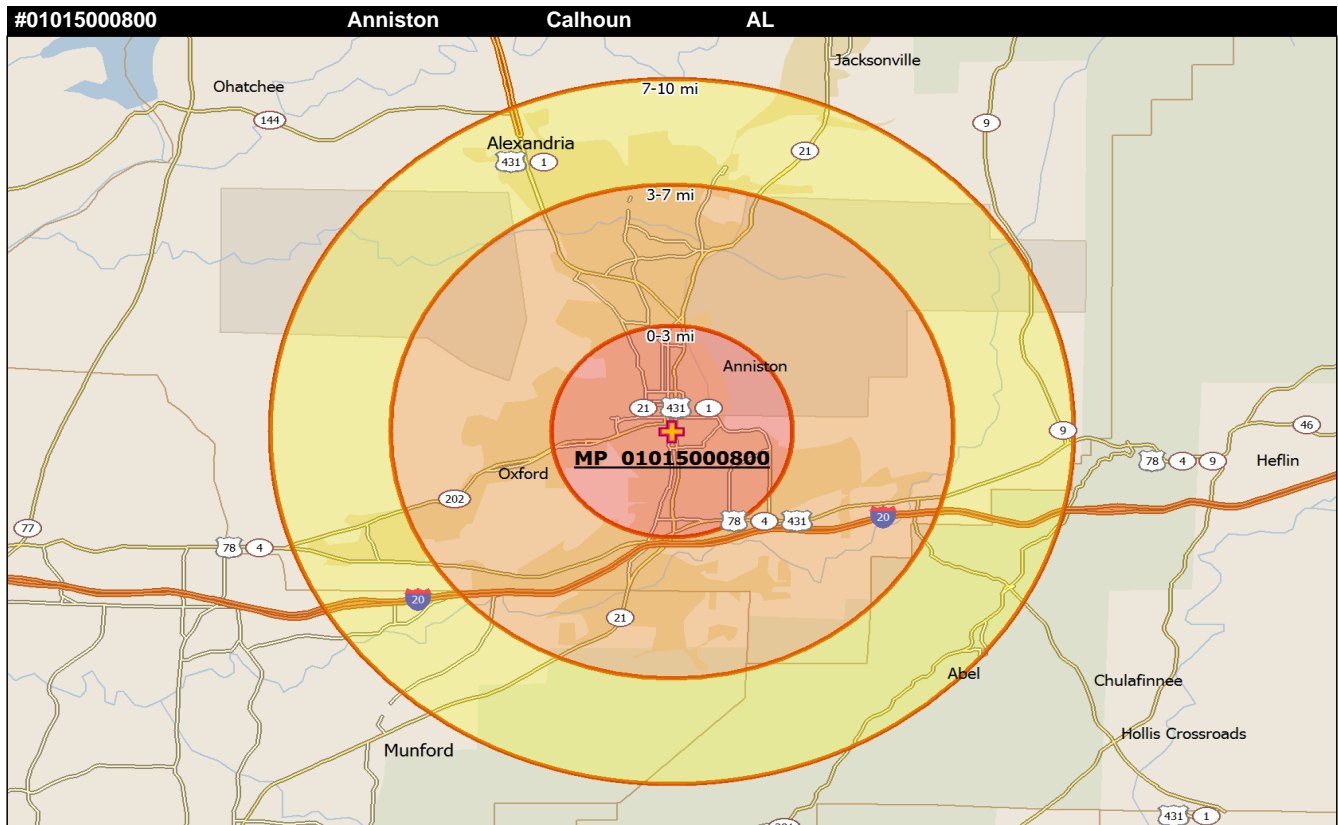 #01015000800 Anniston Calhoun AL
Jacksonville
Ohatchee
7-10 mi
144
9
Alexandria
21
431 1
3-7 mi
0-3 mi
Anniston
21 431 1
46
9
MP 01015000800
Heflin
78 4 9
Oxford
202
20
78 4 431
77
78 4
20
21
Abel
Chulafinnee
Hollis Crossroads
Munford
431 1